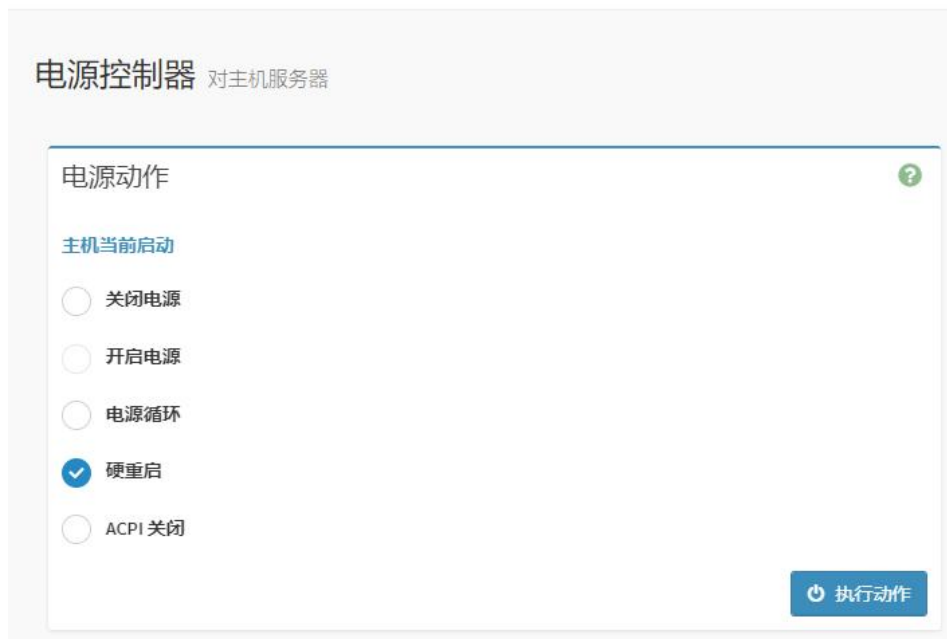 电源控制器 对主机服务器
电源动作
主机当前启动
关闭电源
开启电源
电源循环
硬重启
ACPI 关闭
执行动作